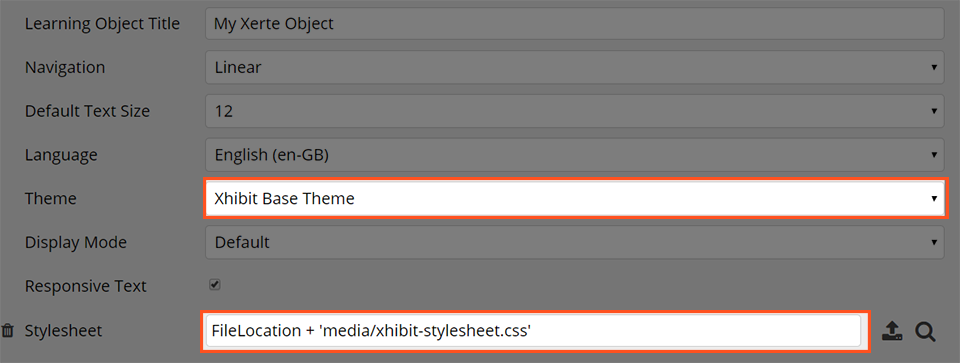 Learning Object Title My Xerte Object
Navigation Linear
Default Text Size 12
Language English (en-GB)
Theme Xhibit Base Theme
Display Mode Default
Responsive Text
Stylesheet FileLocation + 'media/xhibit-stylesheet.css'